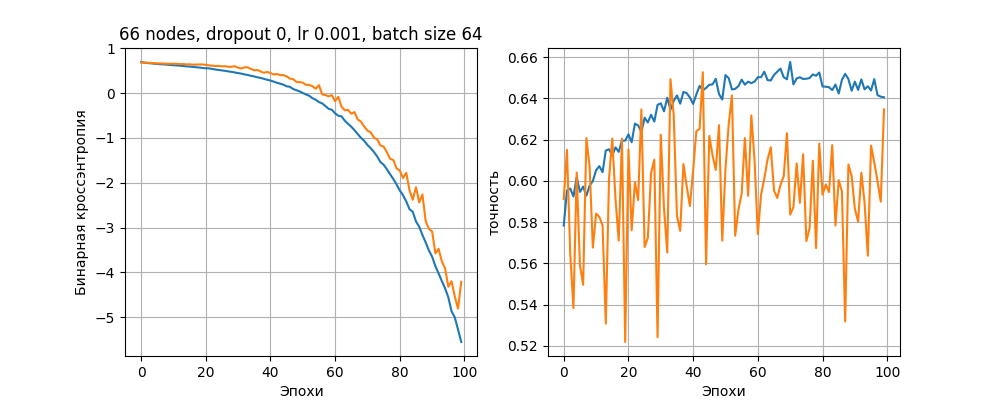 66 nodes, dropout 0, lr 0.001, batch size 64
1
0
−1
−2
−3
−4
−5
Бинарная кроссэнтропия
0 20 40 60 80 100
Эпохи
0.66
0.64
0.62
0.60
0.58
0.56
0.54
0.52
точность
0 20 40 60 80 100
Эпохи